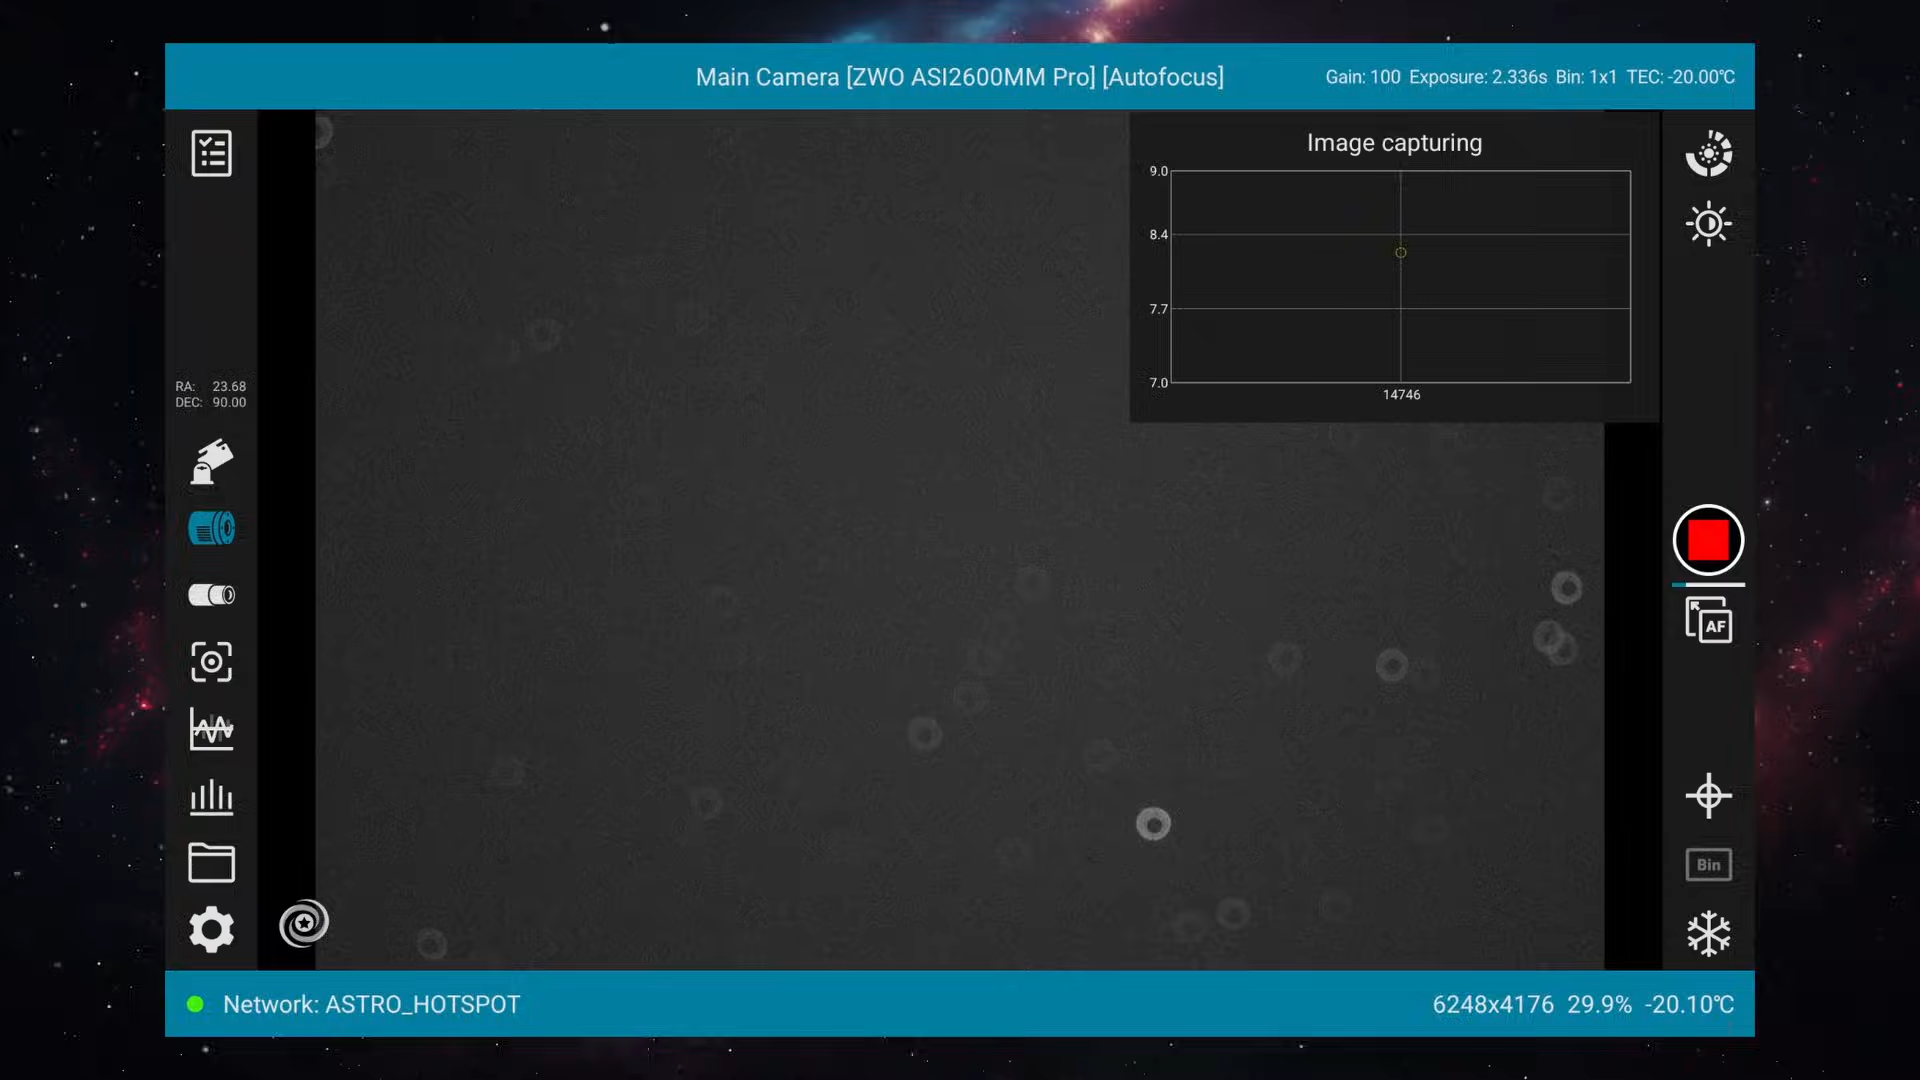 Main Camera [ZWO ASI2600MM Pro] [Autofocus]
Gain: 100 Exposure: 2.336s Bin: 1x1 TEC: -20.00℃
Image capturing
9.0
8.4
7.7
7.0
14746
RA: 23.68
DEC: 90.00
AF
Bin
Network: ASTRO_HOTSPOT
6248x4176 29.9% -20.10℃